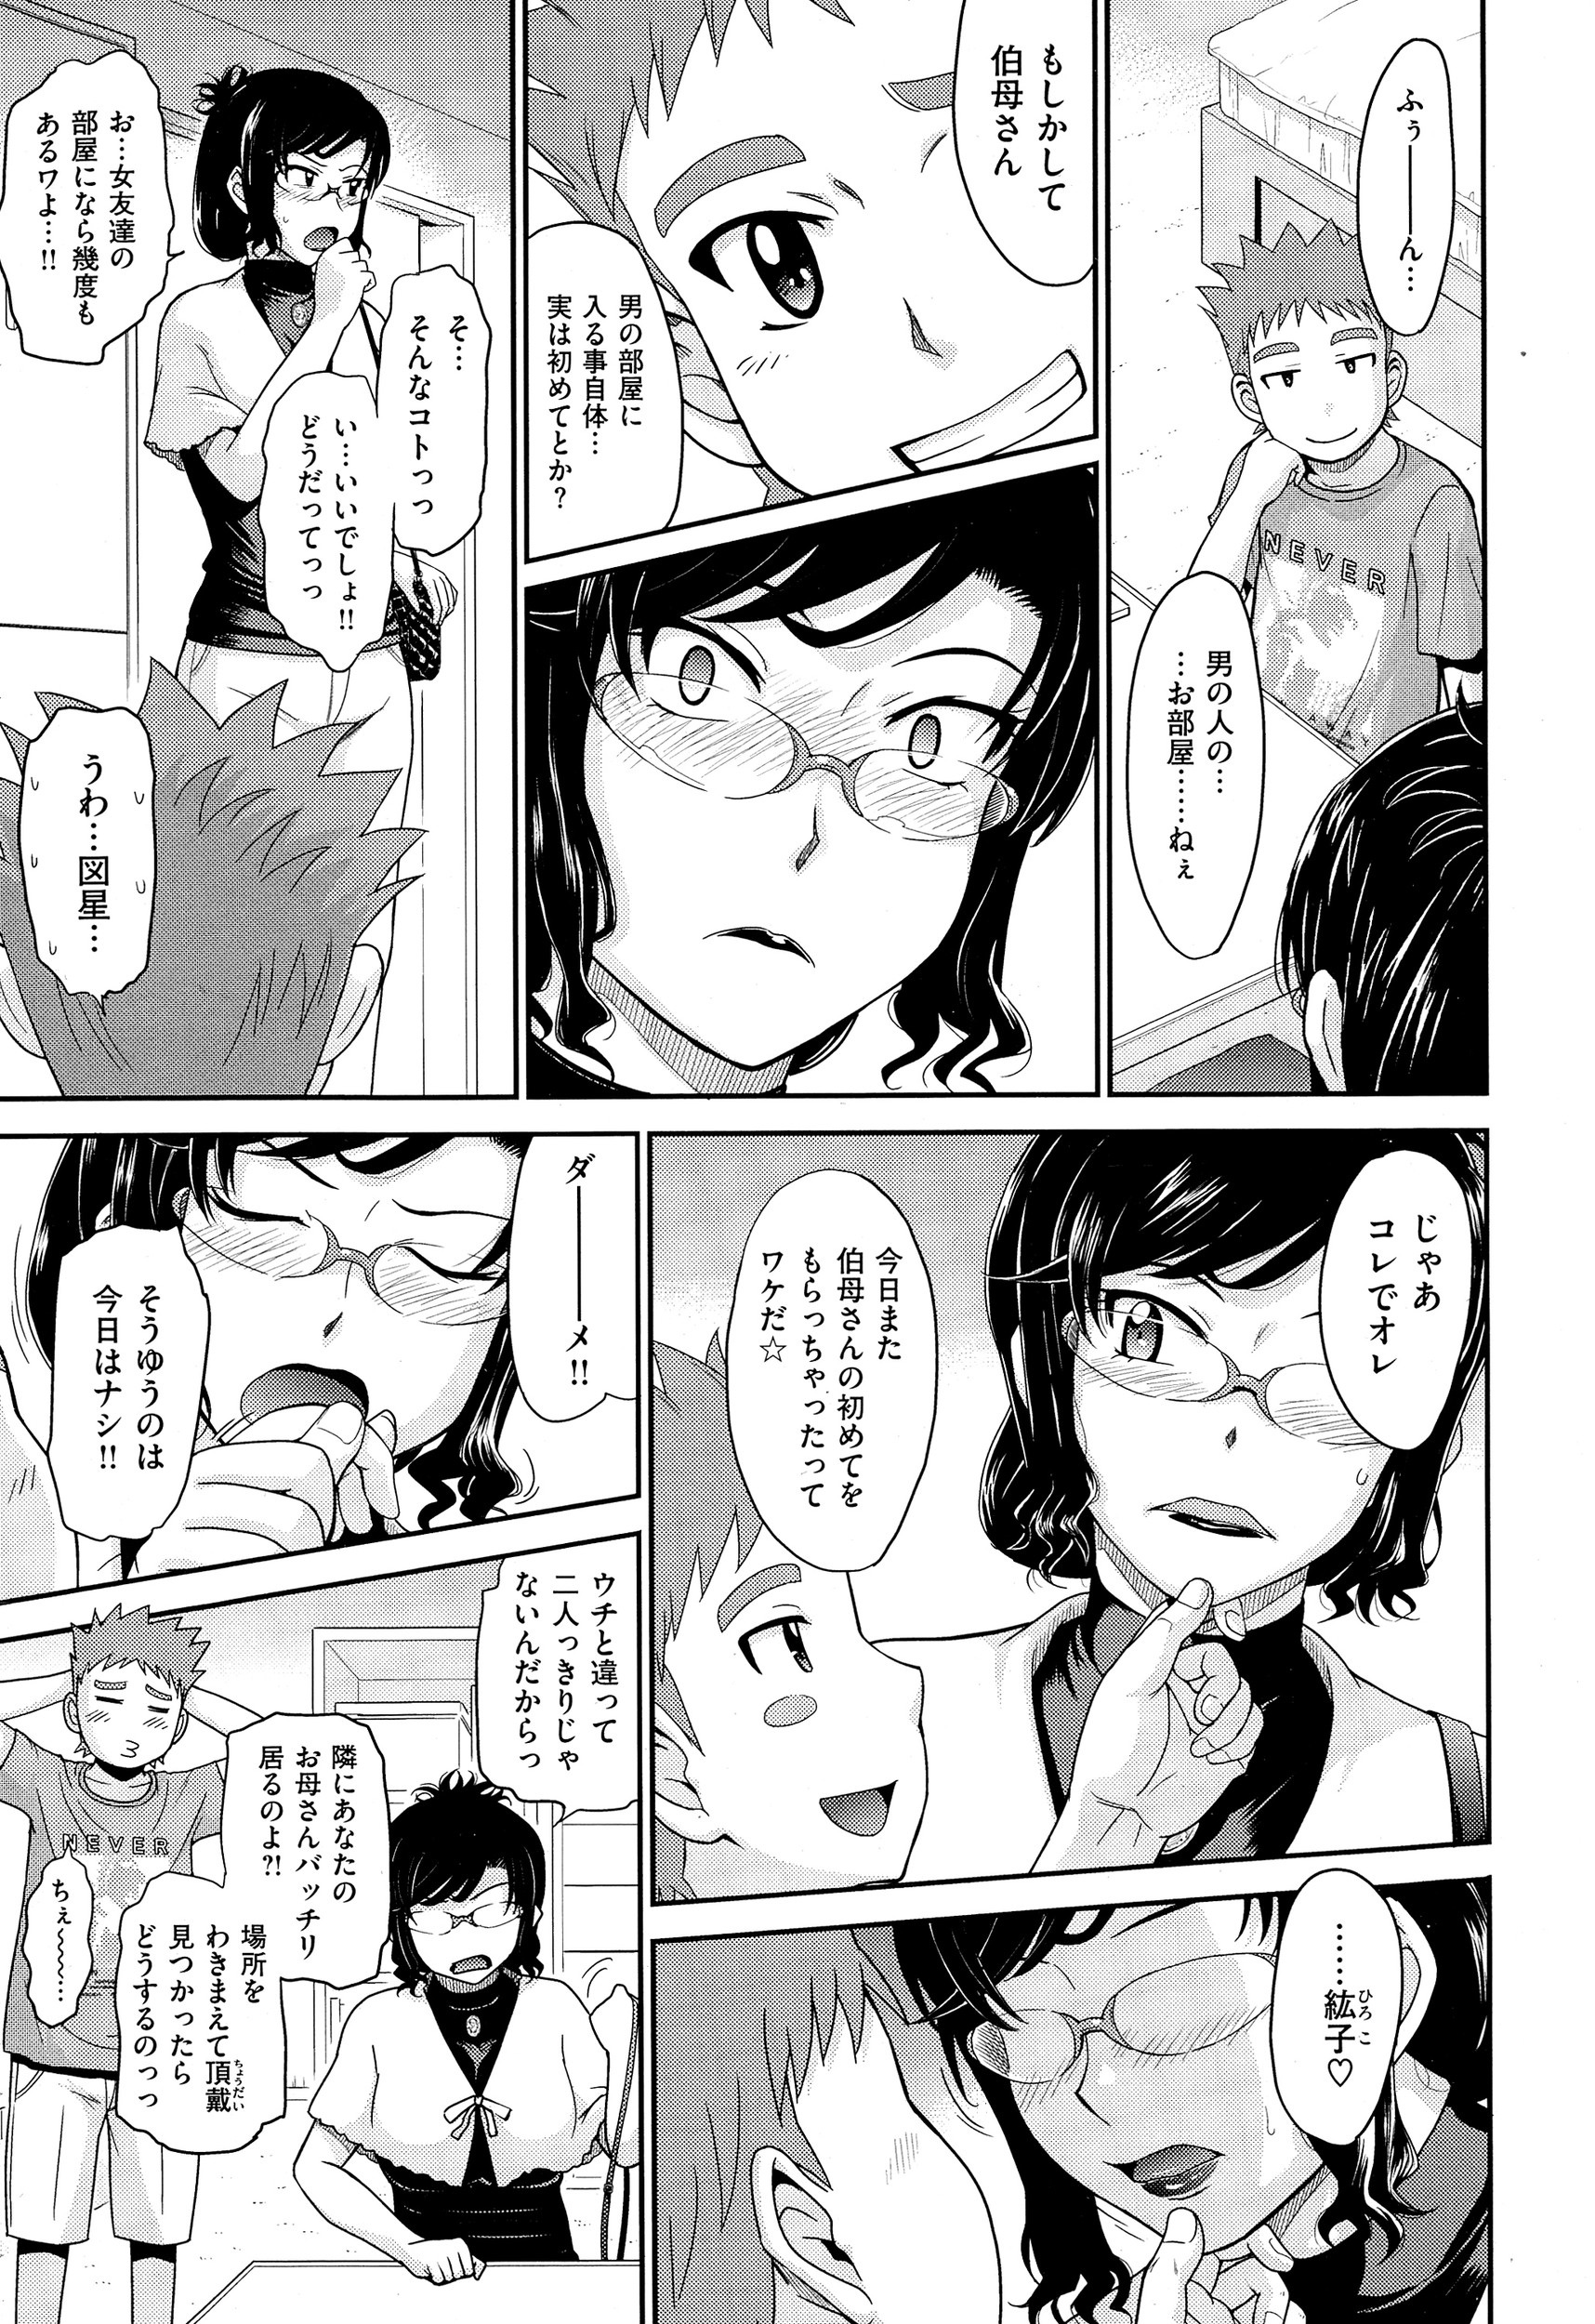 ふぅ――ん…
男の人の…
…お部屋……ねぇ
NEVER
もしかして
伯母さん
男の部屋に
入る事自体…
実は初めてとか?
そ…
そんなコトっっ
い…いいでしょ!!
どうだってっっ
お…女友達の
部屋になら幾度も
あるワよ…!!
うわ…図星…
じゃあ
コレでオレ
今日また
伯母さんの初めてを
もらっちゃったって
ワケだ☆
……紘子♡
ひろこ
ダ―――メ!!
そうゆうのは
今日はナシ!!
ウチと違って
二人っきりじゃ
ないんだからっ
隣にあなたの
お母さんバッチリ
居るのよ?!
場所を
わきまえて頂戴
ちょうだい
見つかったら
どうするのっっ
NEVER
ちぇ~~~…